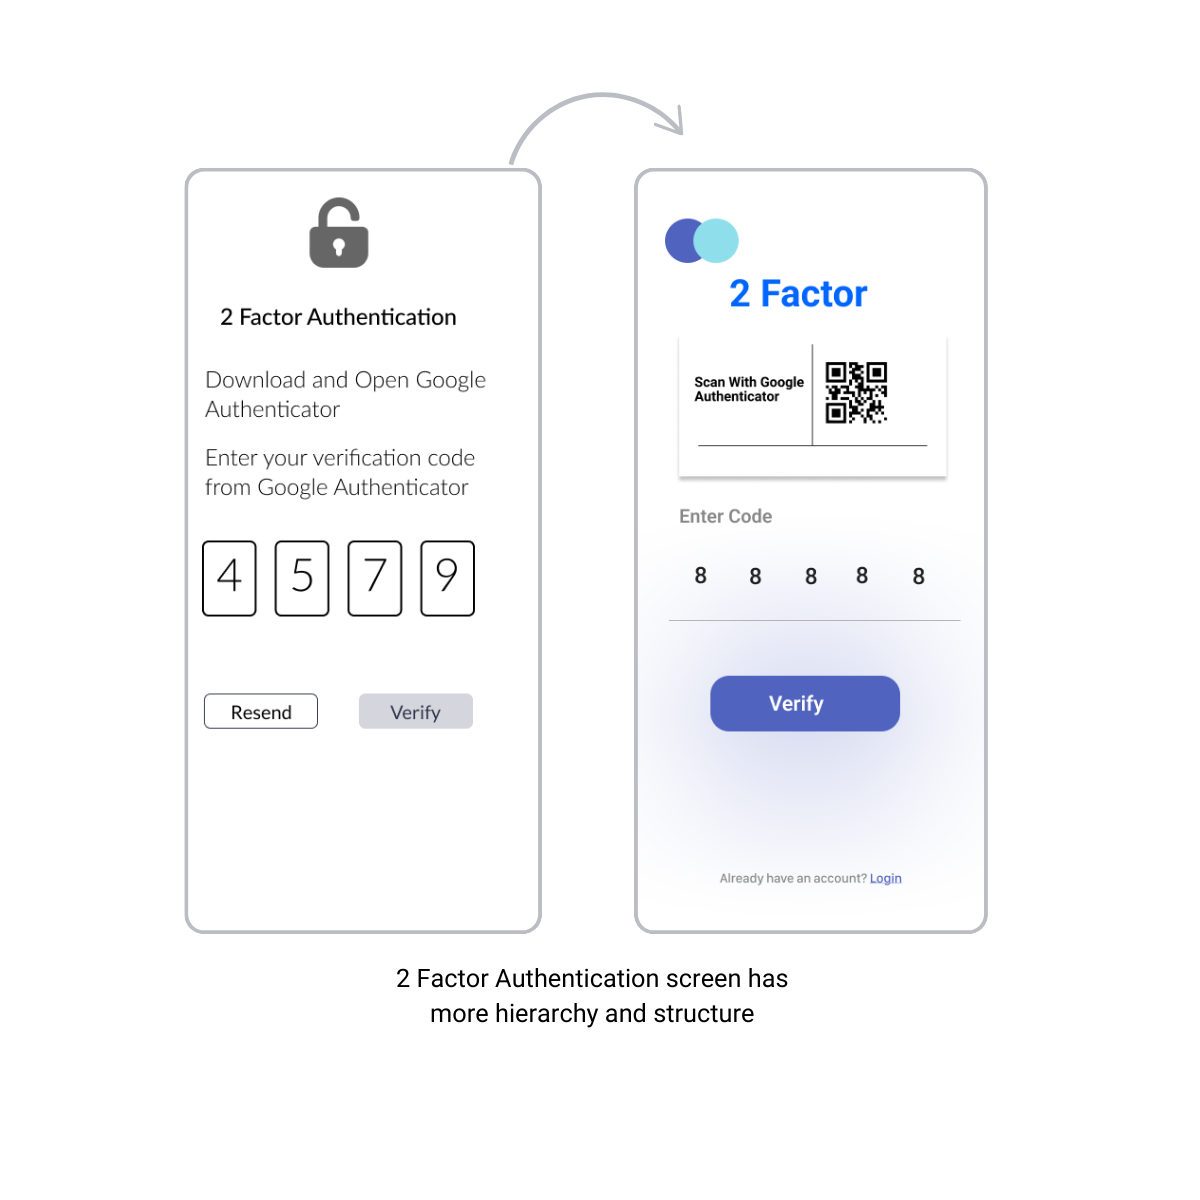 2 Factor Authentication
Download and Open Google
Authenticator
Enter your verification code
from Google Authenticator
4 5 7 9
Resend Verify
2 Factor
Scan With Google
Authenticator
Enter Code
8 8 8 8 8
Verify
Already have an account? Login
2 Factor Authentication screen has
more hierarchy and structure